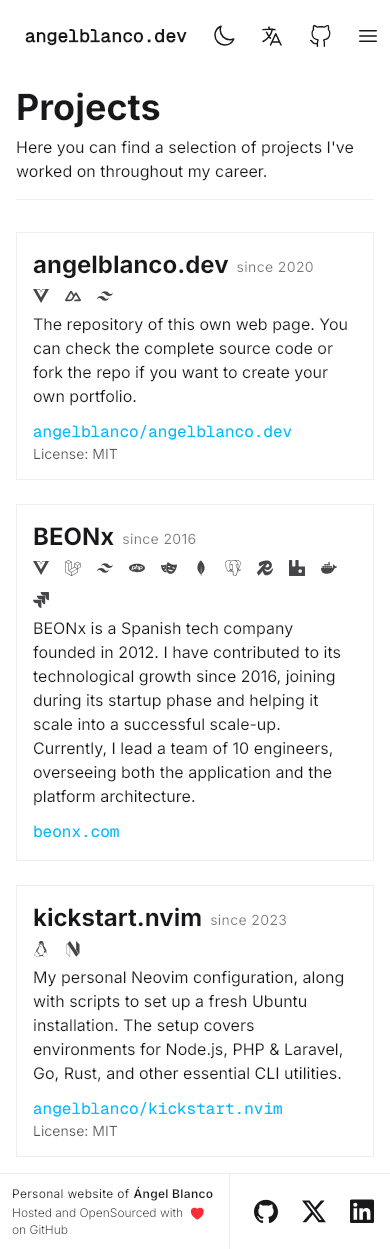 angelblanco.dev
Projects
Here you can find a selection of projects I've
worked on throughout my career.
angelblanco.dev since 2020
The repository of this own web page. You
can check the complete source code or
fork the repo if you want to create your
own portfolio.
angelblanco/angelblanco.dev
License: MIT
BEONx since 2016
php
BEONx is a Spanish tech company
founded in 2012. I have contributed to its
technological growth since 2016, joining
during its startup phase and helping it
scale into a successful scale-up.
Currently, I lead a team of 10 engineers,
overseeing both the application and the
platform architecture.
beonx.com
kickstart.nvim since 2023
My personal Neovim configuration, along
with scripts to set up a fresh Ubuntu
installation. The setup covers
environments for Node.js, PHP & Laravel,
Go, Rust, and other essential CLI utilities.
angelblanco/kickstart.nvim
License: MIT
Personal website of Ángel Blanco
Hosted and OpenSourced with
on GitHub